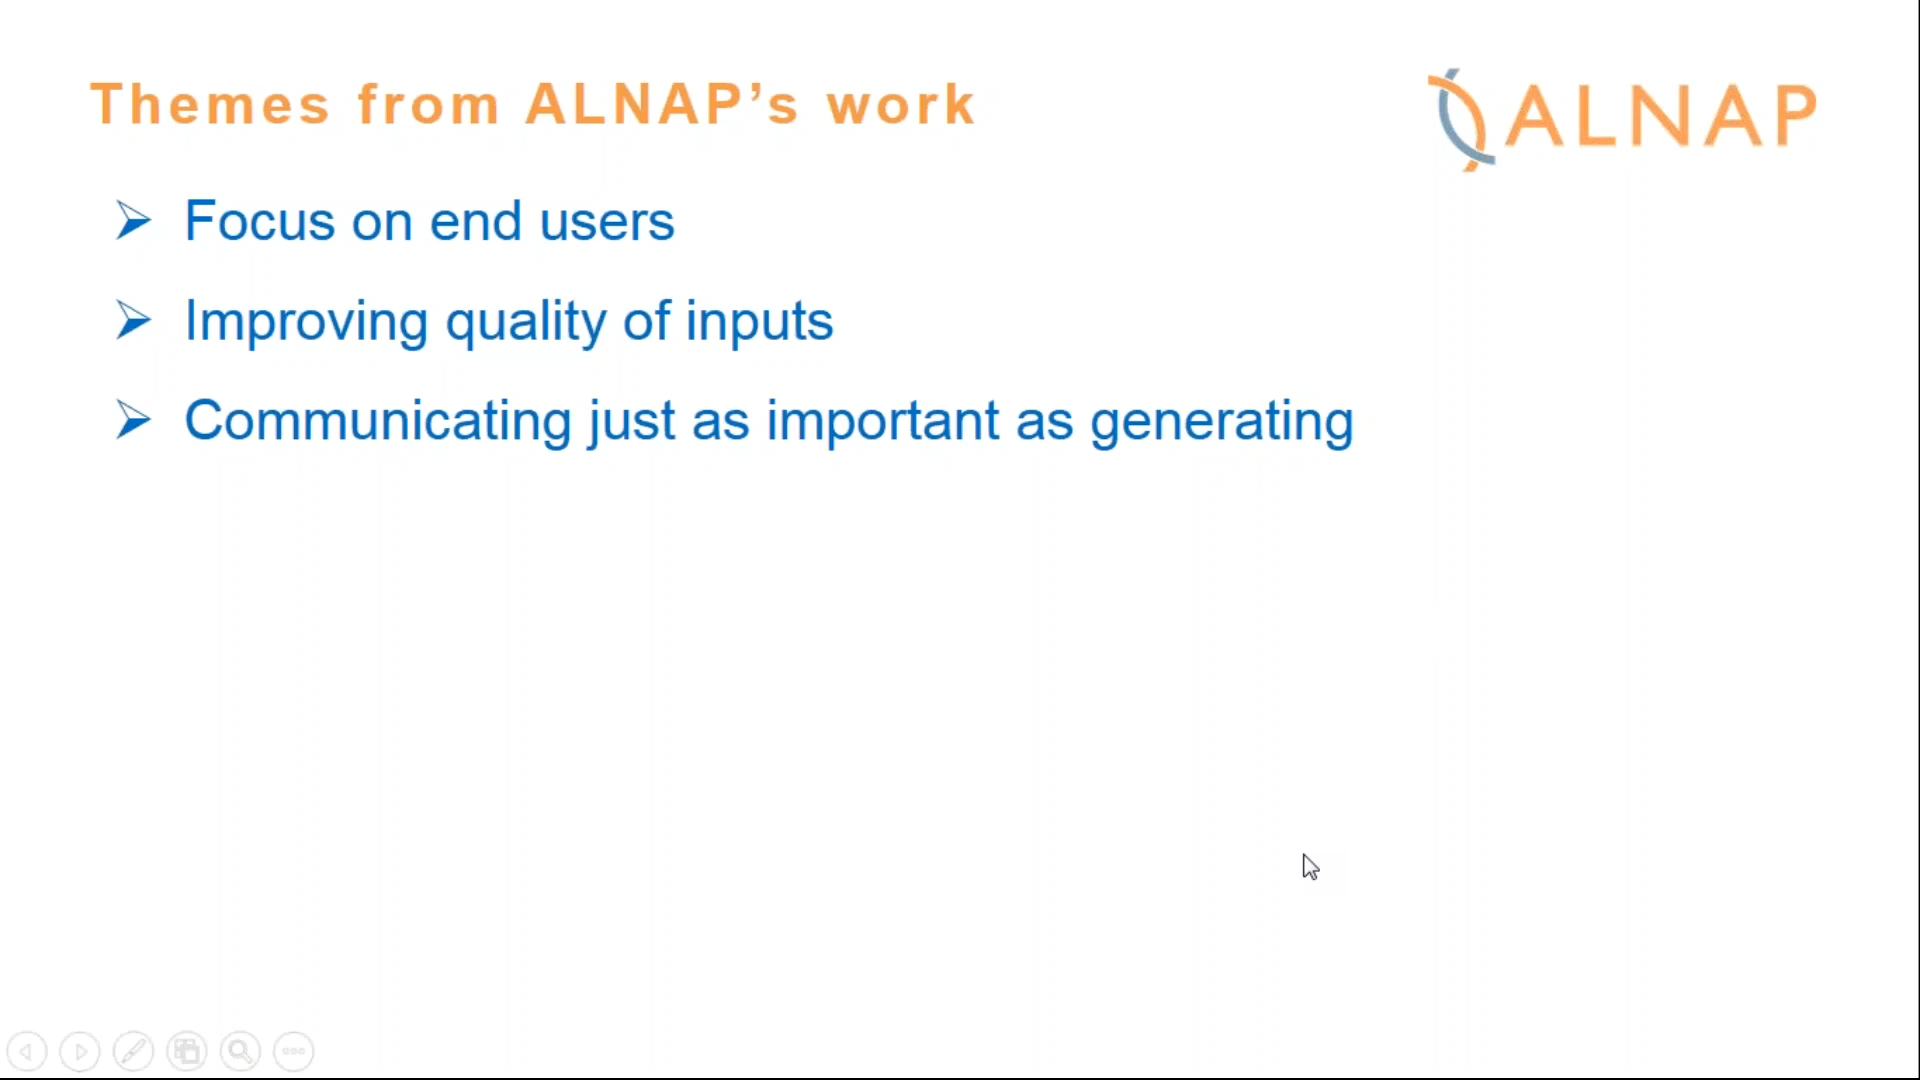 Themes from ALNAP’s work
ALNAP
Focus on end users
Improving quality of inputs
Communicating just as important as generating